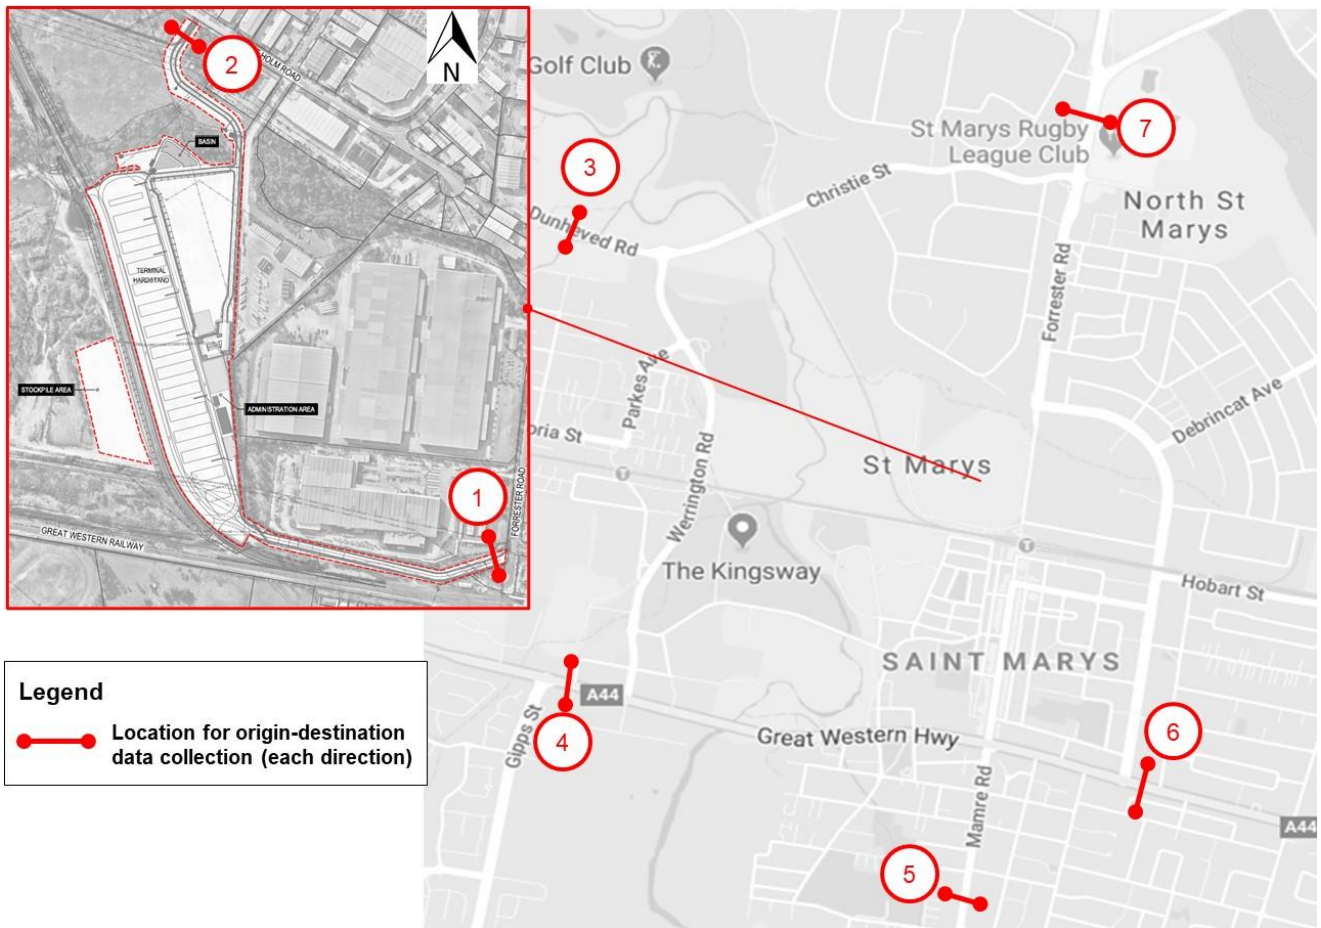 2
N
HOLM ROAD
BASIN
TERMINAL
HARDSTAND
STOCKPILE AREA
ADMINISTRATION AREA
1
FORRESTER ROAD
GREAT WESTERN RAILWAY
Golf Club
3
Dunheved Rd
Christie St
St Marys Rugby
League Club
7
North St
Marys
Forrester Rd
Parkes Ave
oria St
T
Werrington Rd
St Marys
Debrincat Ave
The Kingsway
T
Hobart St
SAINT MARYS
A44
Gipps St
4
Great Western Hwy
6
Mamre Rd
A44
5
Legend
Location for origin-destination
data collection (each direction)